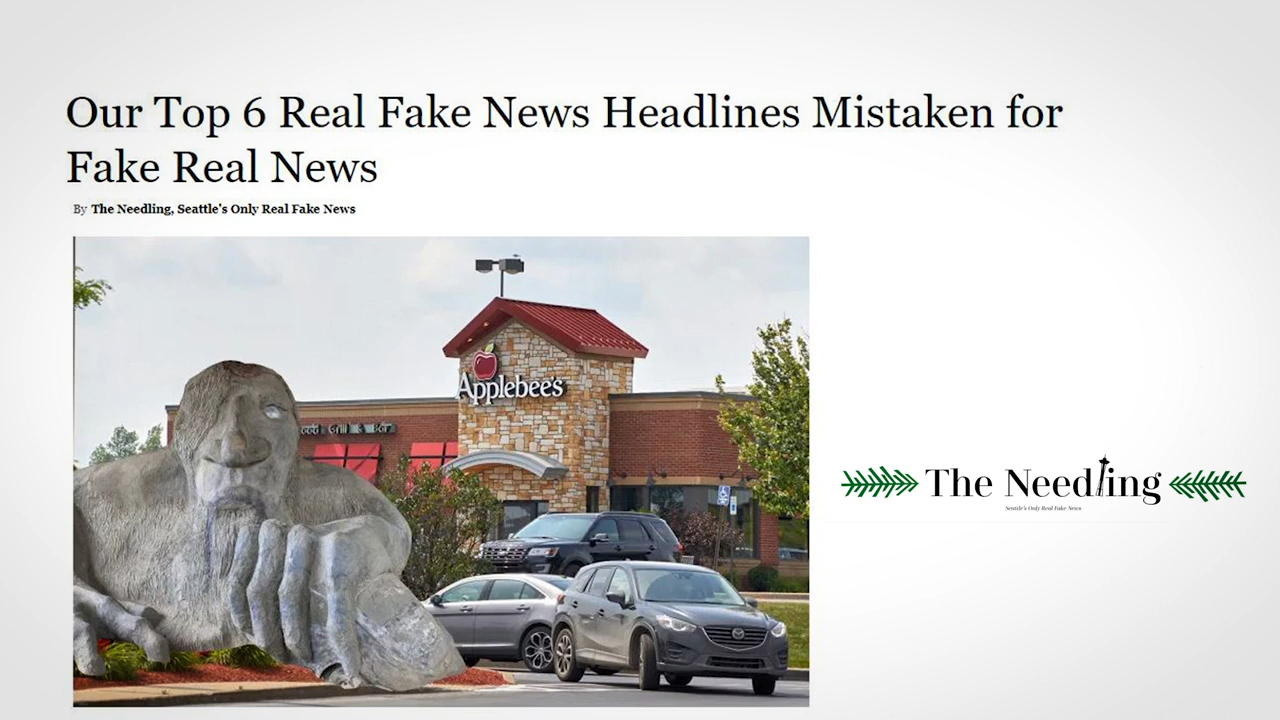 Our Top 6 Real Fake News Headlines Mistaken for
Fake Real News
By The Needling, Seattle's Only Real Fake News
Applebee's
Grill & Bar
The Needling
Seattle's Only Real Fake News